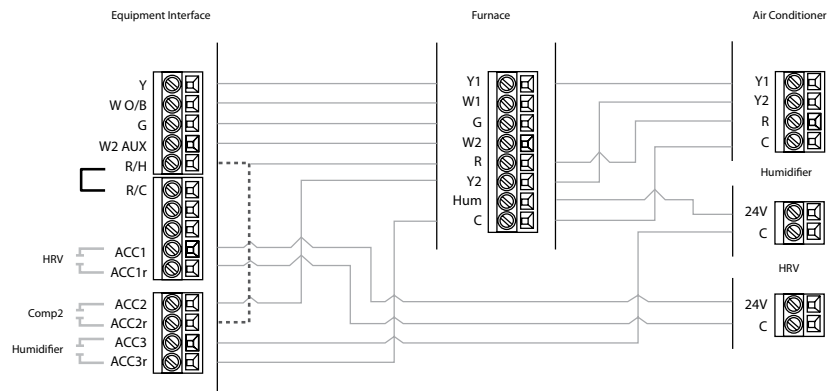 Equipment Interface
Furnace
Air Conditioner
Y
W O/B
G
W2 AUX
R/H
R/C
HRV
ACC1
ACC1r
Comp2
ACC2
ACC2r
Humidifier
ACC3
ACC3r
Y1
W1
G
W2
R
Y2
Hum
C
Y1
Y2
R
C
Humidifier
24V
C
HRV
24V
C